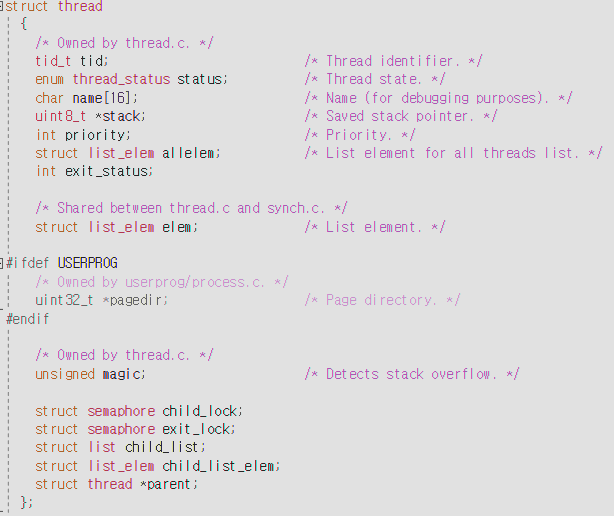 struct thread
{
/* Owned by thread.c. */
tid_t tid; /* Thread identifier. */
enum thread_status status; /* Thread state. */
char name[16]; /* Name (for debugging purposes). */
uint8_t *stack; /* Saved stack pointer. */
int priority; /* Priority. */
struct list_elem allelem; /* List element for all threads list. */
int exit_status;
/* Shared between thread.c and synch.c. */
struct list_elem elem; /* List element. */
#ifdef USERPROG
/* Owned by userprog/process.c. */
uint32_t *pagedir; /* Page directory. */
#endif
/* Owned by thread.c. */
unsigned magic; /* Detects stack overflow. */
struct semaphore child_lock;
struct semaphore exit_lock;
struct list child_list;
struct list_elem child_list_elem;
struct thread *parent;
};